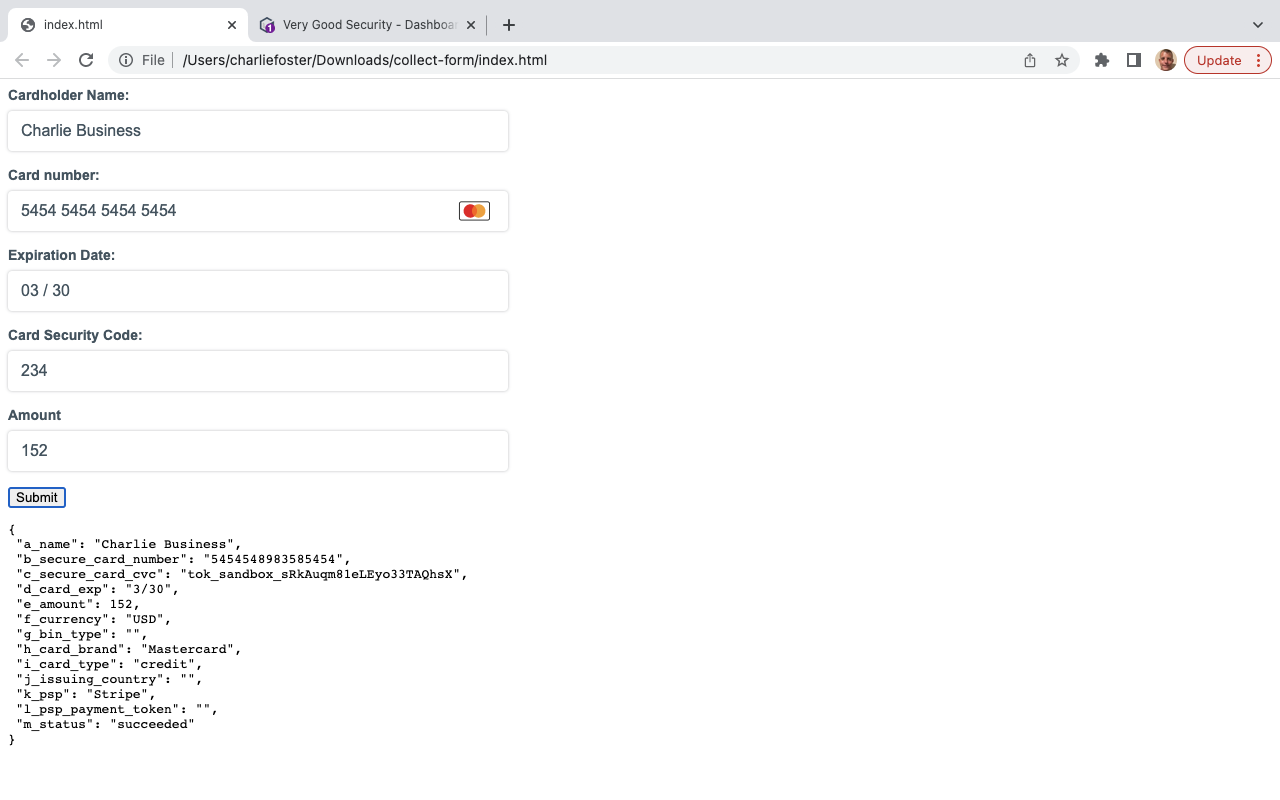 index.html
Very Good Security - Dashboar
File
/Users/charliefoster/Downloads/collect-form/index.html
Update
Cardholder Name:
Charlie Business
Card number:
5454 5454 5454 5454
Expiration Date:
03 / 30
Card Security Code:
234
Amount
152
Submit
{
"a_name": "Charlie Business",
"b_secure_card_number": "5454548983585454",
"c_secure_card_cvc": "tok_sandbox_sRkAuqm81eLEyo33TAQhsX",
"d_card_exp": "3/30",
"e_amount": 152,
"f_currency": "USD",
"g_bin_type": "",
"h_card_brand": "Mastercard",
"i_card_type": "credit",
"j_issuing_country": "",
"k_psp": "Stripe",
"l_psp_payment_token": "",
"m_status": "succeeded"
}